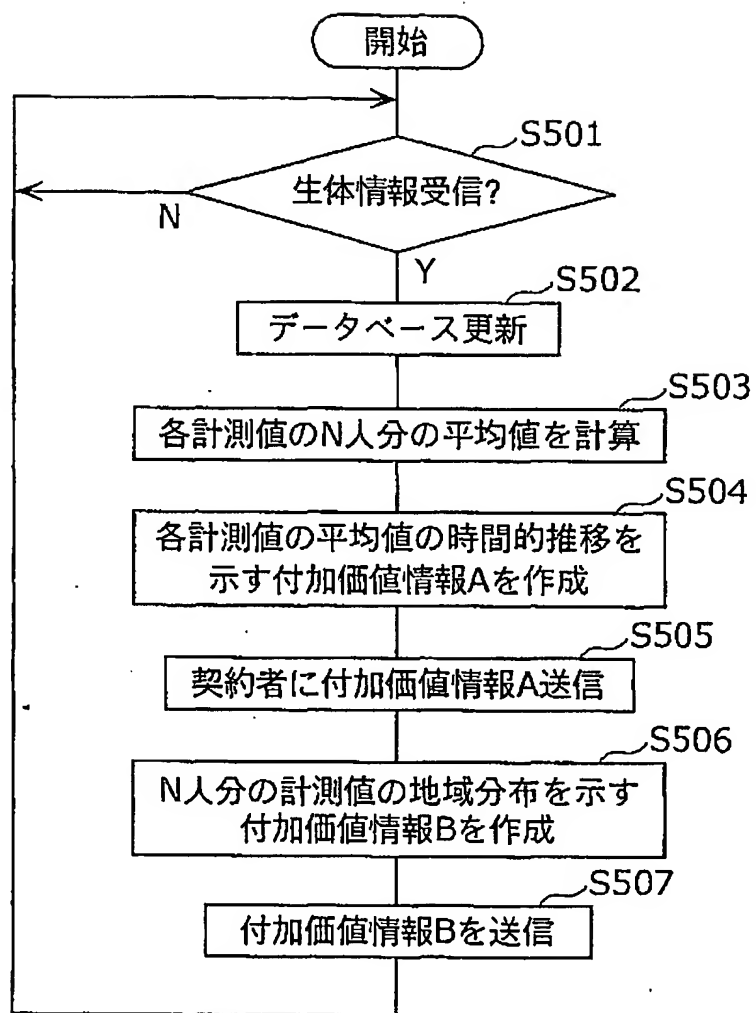 開始
S501
生体情報受信?
N
Y
S502
データベース更新
S503
各計測値のN人分の平均値を計算
S504
各計測値の平均値の時間的推移を
示す付加価値情報Aを作成
S505
契約者に付加価値情報A送信
S506
N人分の計測値の地域分布を示す
付加価値情報Bを作成
S507
付加価値情報Bを送信